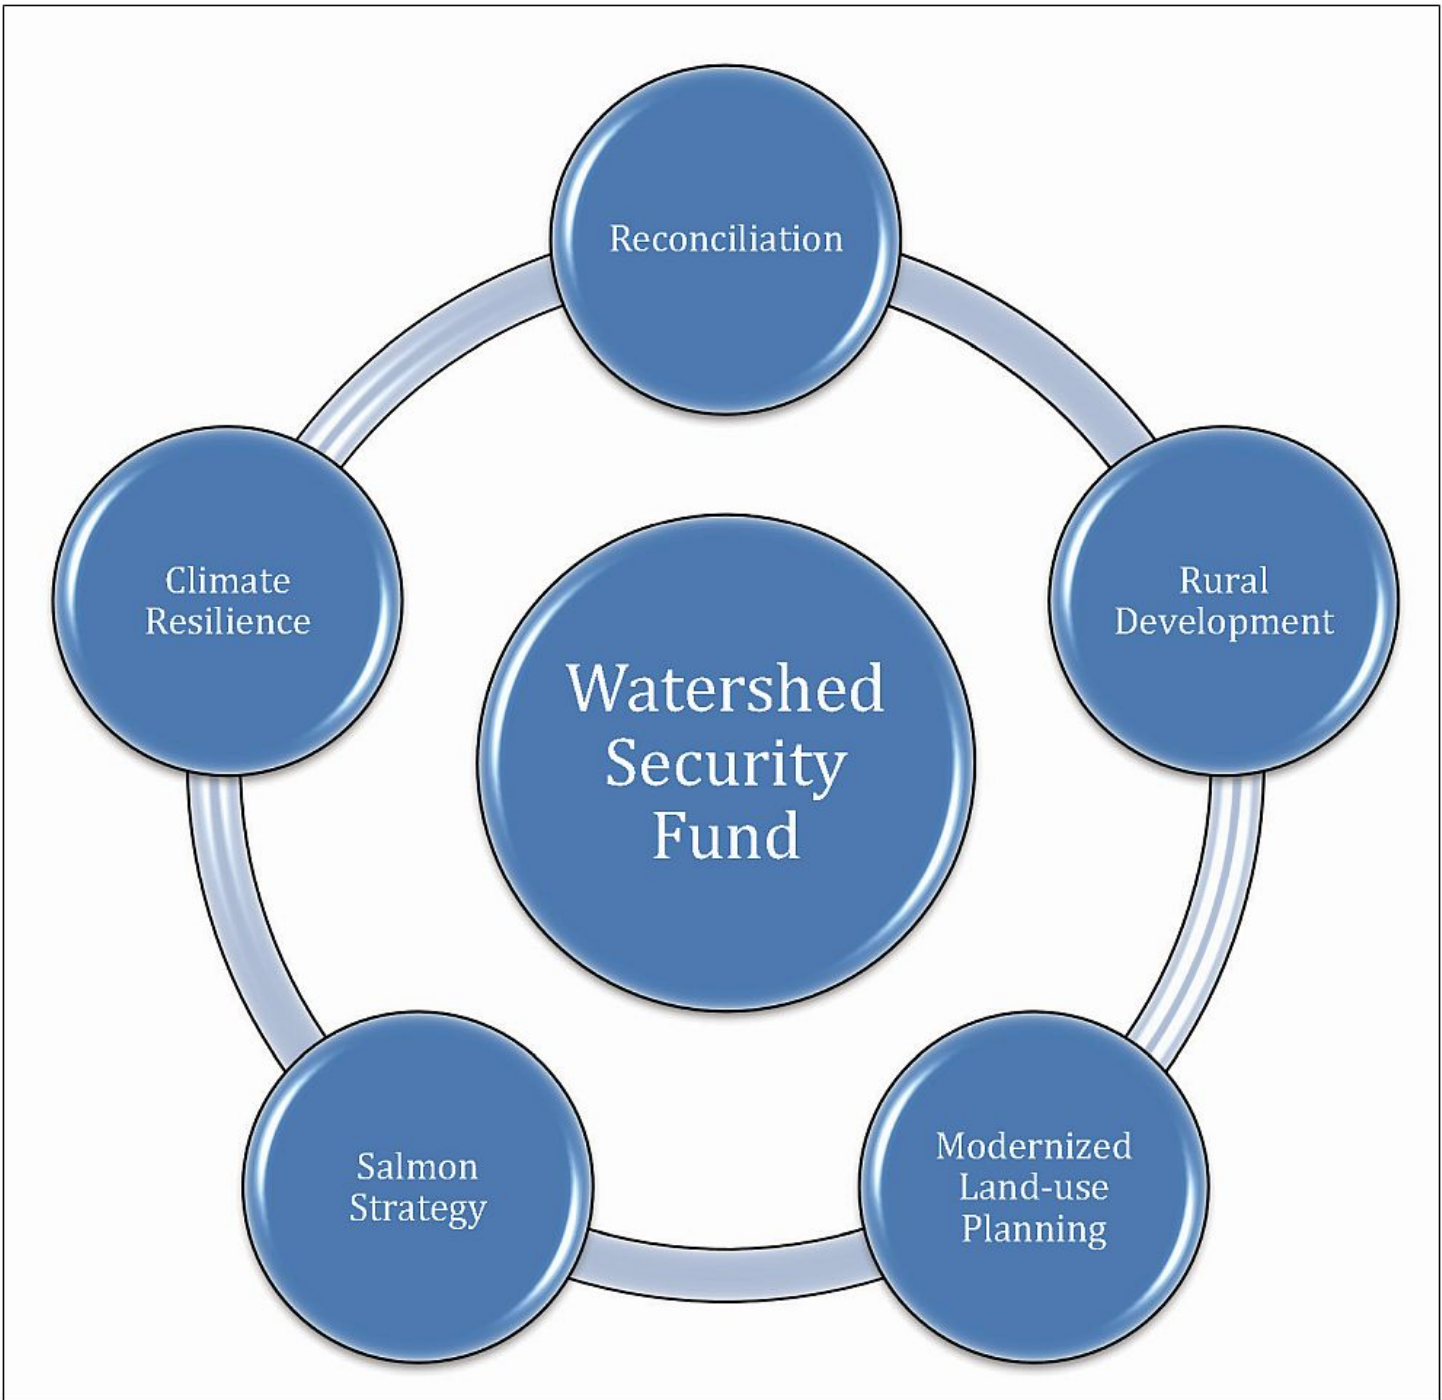 Reconciliation
Climate
Resilience
Rural
Development
Watershed
Security
Fund
Salmon
Strategy
Modernized
Land-use
Planning